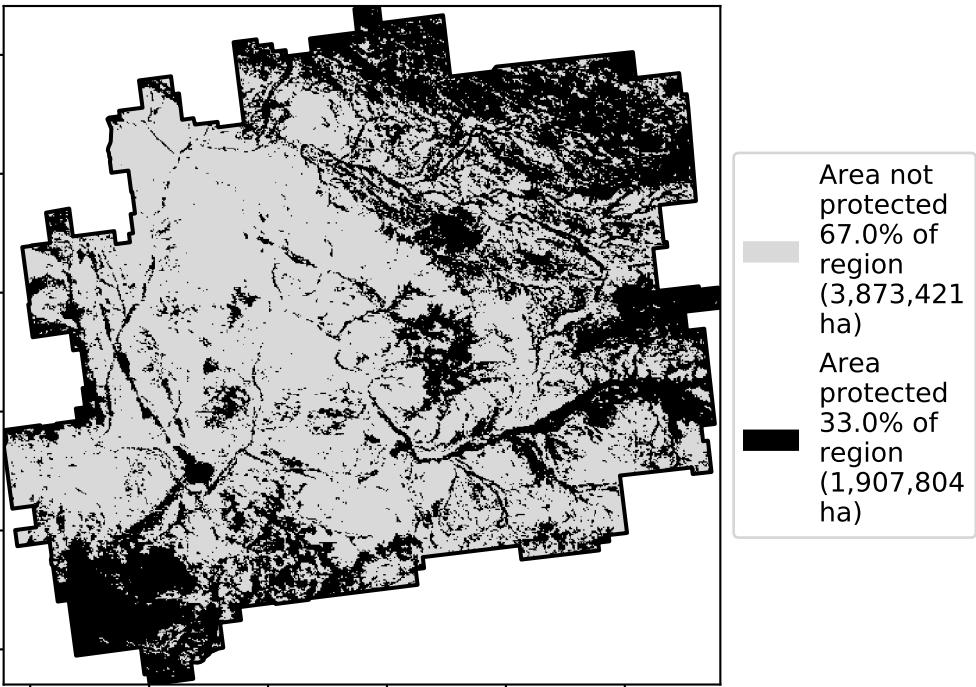 Area not
protected
67.0% of
region
(3,873,421
ha)
Area
protected
33.0% of
region
(1,907,804
ha)